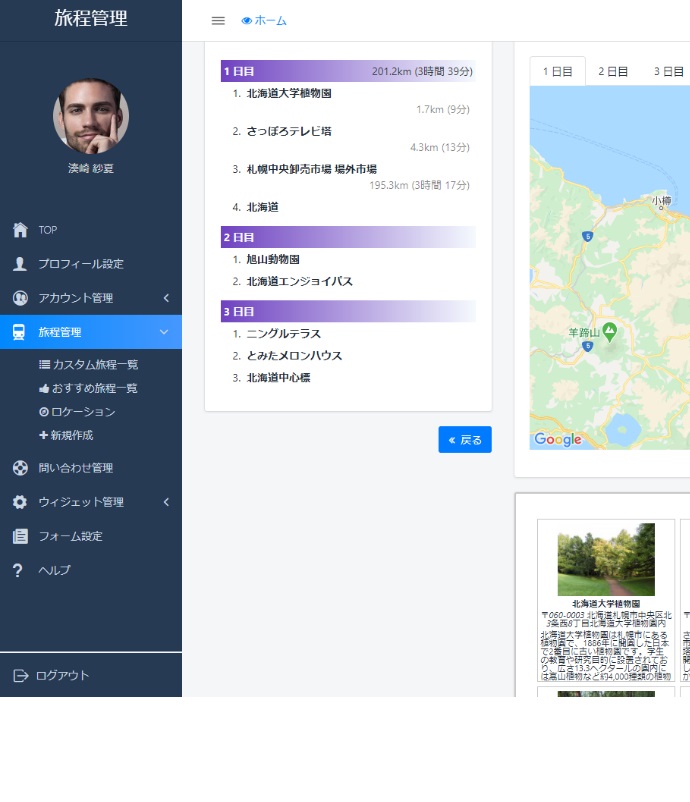 旅程管理
ホーム
湊崎 紗夏
TOP
プロフィール設定
アカウント管理
旅程管理
カスタム旅程一覧
おすすめ旅程一覧
ロケーション
新規作成
問い合わせ管理
ウィジェット管理
フォーム設定
ヘルプ
ログアウト
1 日目 201.2km (3時間 39分)
1. 北海道大学植物園
1.7km (9分)
2. さっぽろテレビ塔
4.3km (13分)
3. 札幌中央卸売市場 場外市場
195.3km (3時間 17分)
4. 北海道
2 日目
1. 旭山動物園
2. 北海道エンジョイバス
3 日目
1. ニングルテラス
2. とみたメロンハウス
3. 北海道中心標
« 戻る
1 日目 2 日目 3 日目
小樽
5
羊蹄山
5
Google
北海道大学植物園
〒060-0003 北海道札幌市中央区北
3条西8丁目北海道大学植物園内
北海道大学植物園は札幌市にある
植物園で、1886年に開園した日本
で2番目に古い植物園です。学生
の教育や研究目的に設置されてお
り、広さ13.3ヘクタールの園内に
は高山植物など約4,000種類の植物